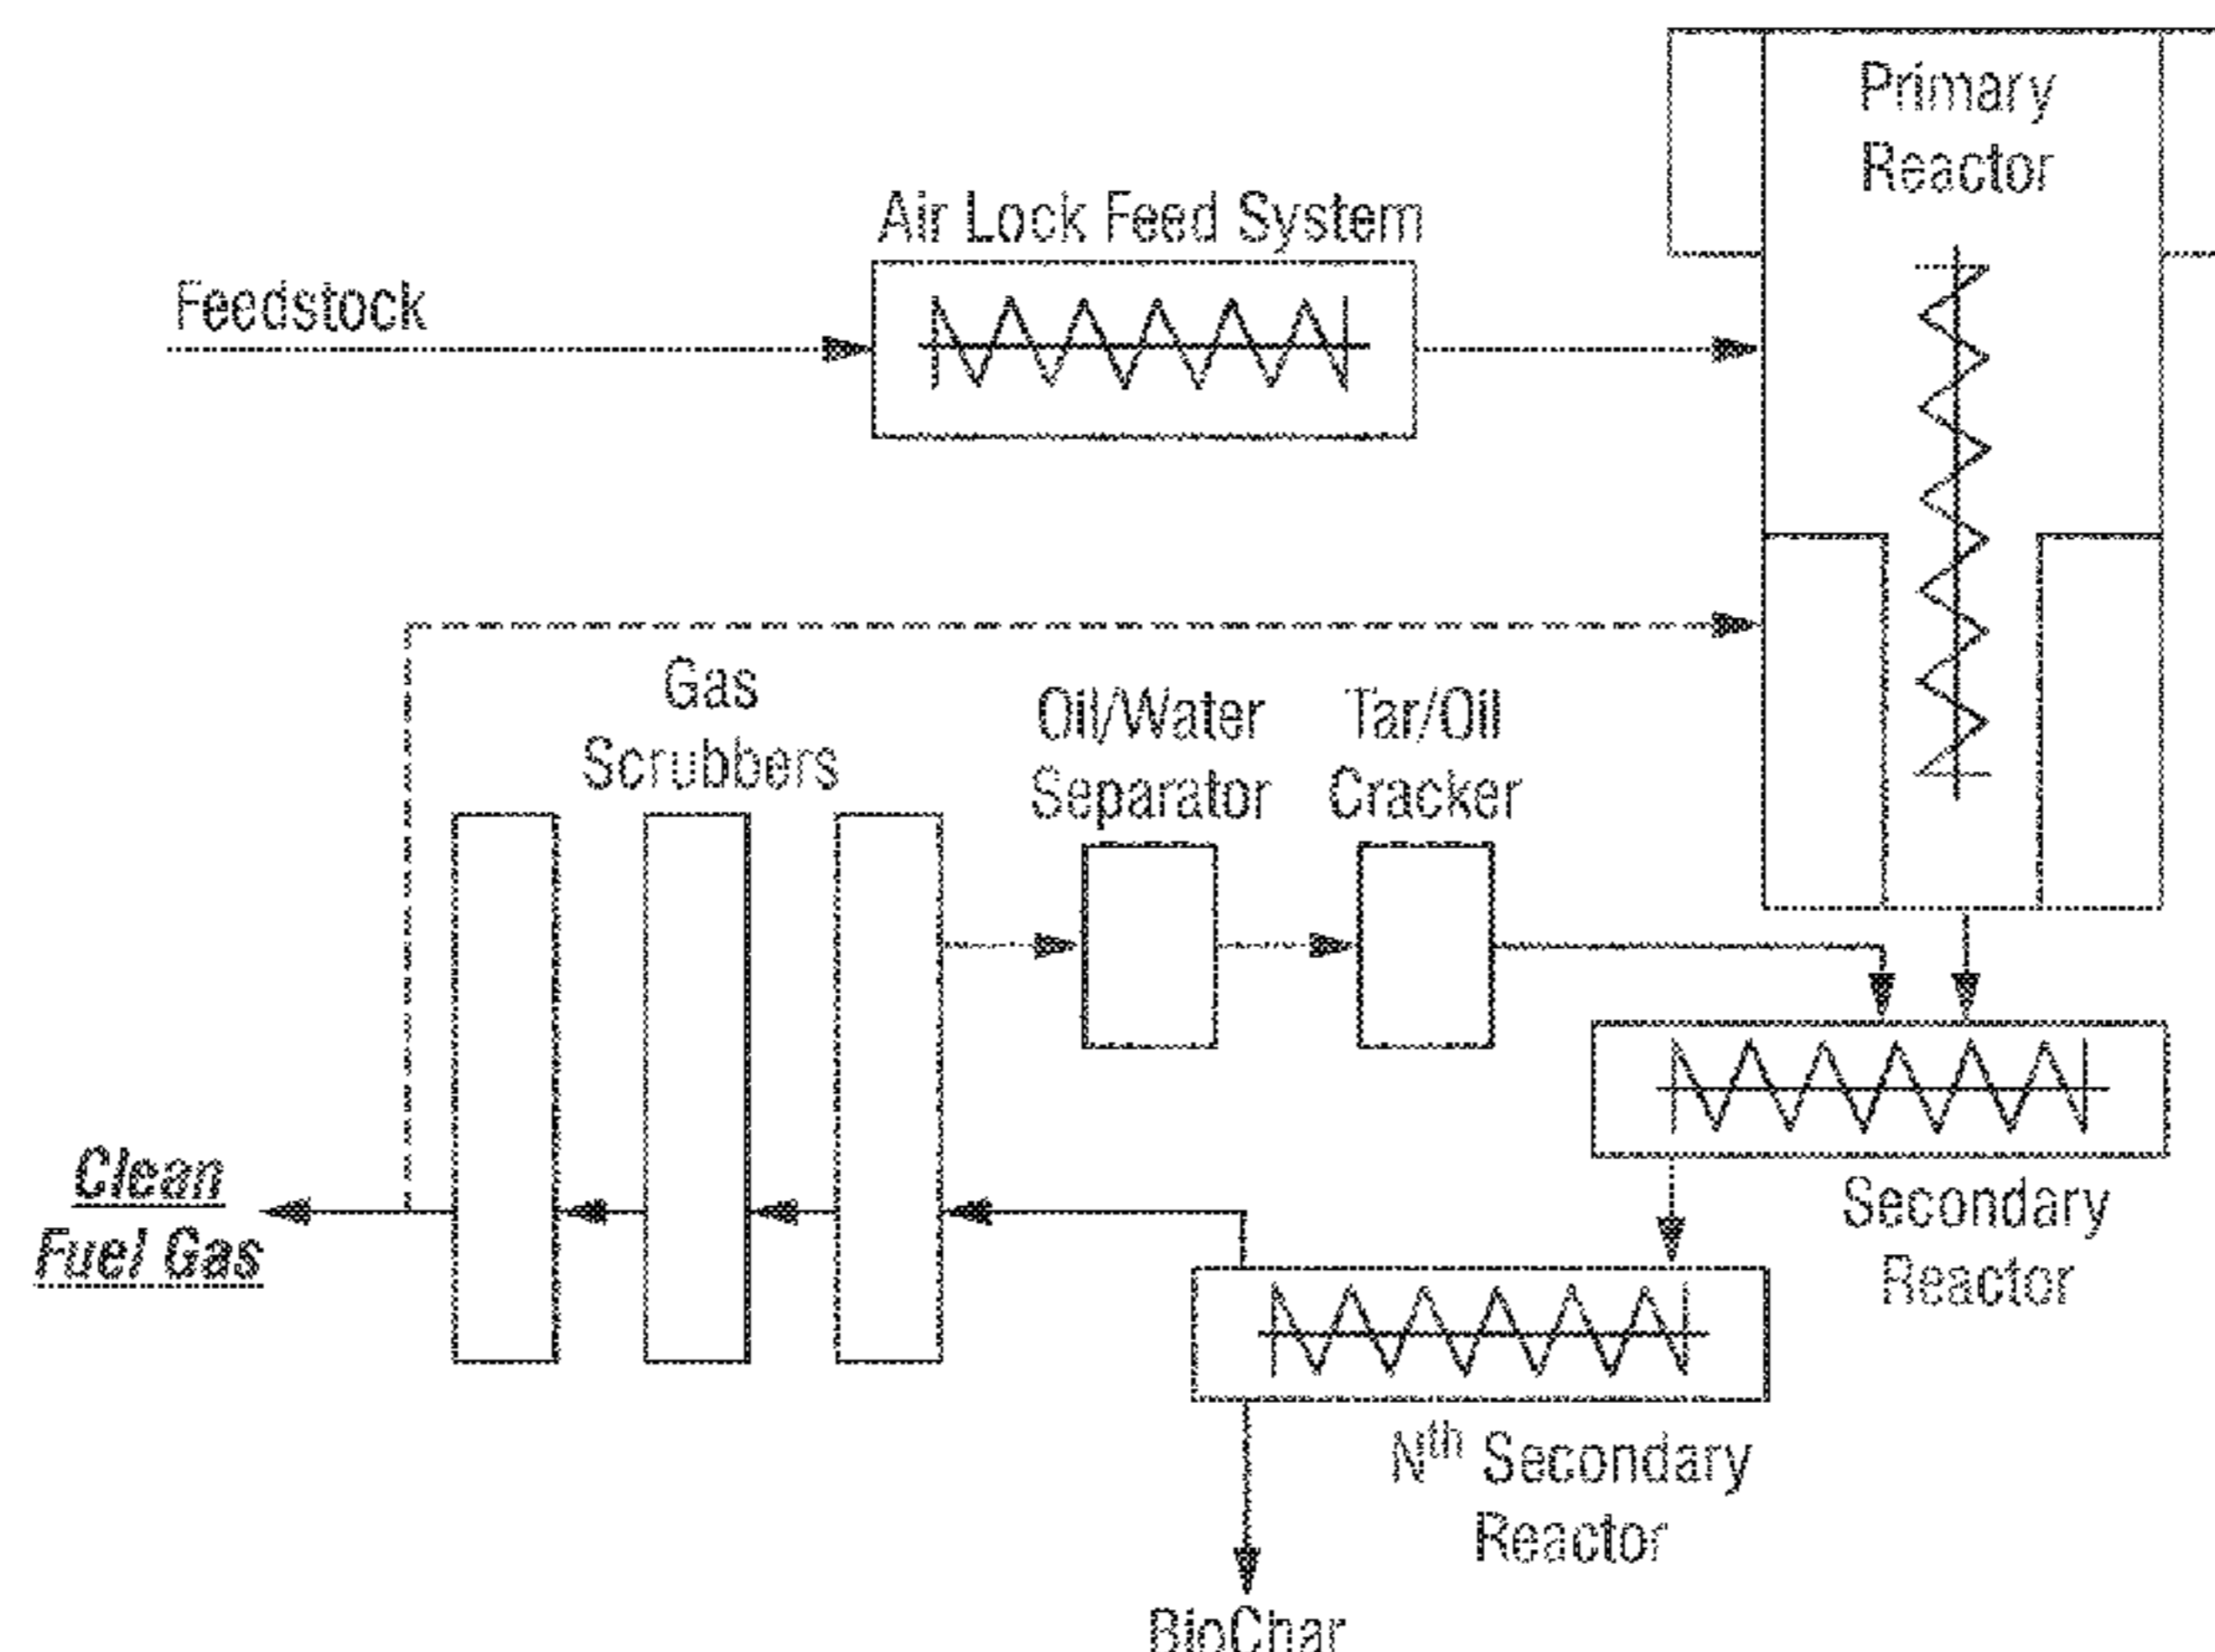 Primary
Reactor
Air Lock Feed System
Feedstock
Gas
Scrubbers
Oil/Water
Separator
Tar/Oil
Cracker
Clean
Fuel Gas
Secondary
Reactor
Nth Secondary
Reactor
BioChar